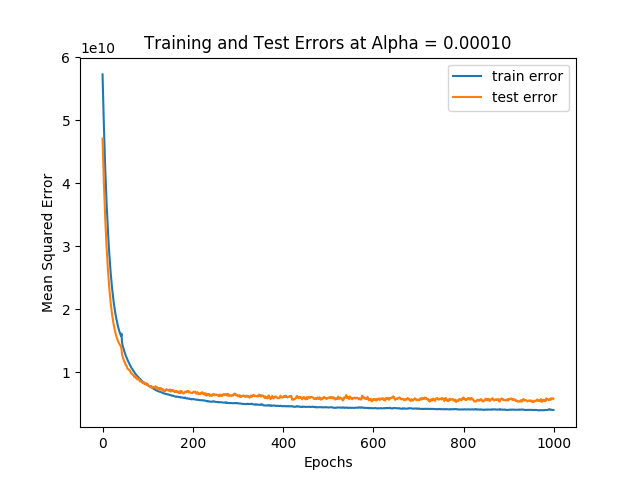 Training and Test Errors at Alpha = 0.00010
1e10
train error
test error
6
5
4
3
2
1
Mean Squared Error
0
200
400
600
800
1000
Epochs